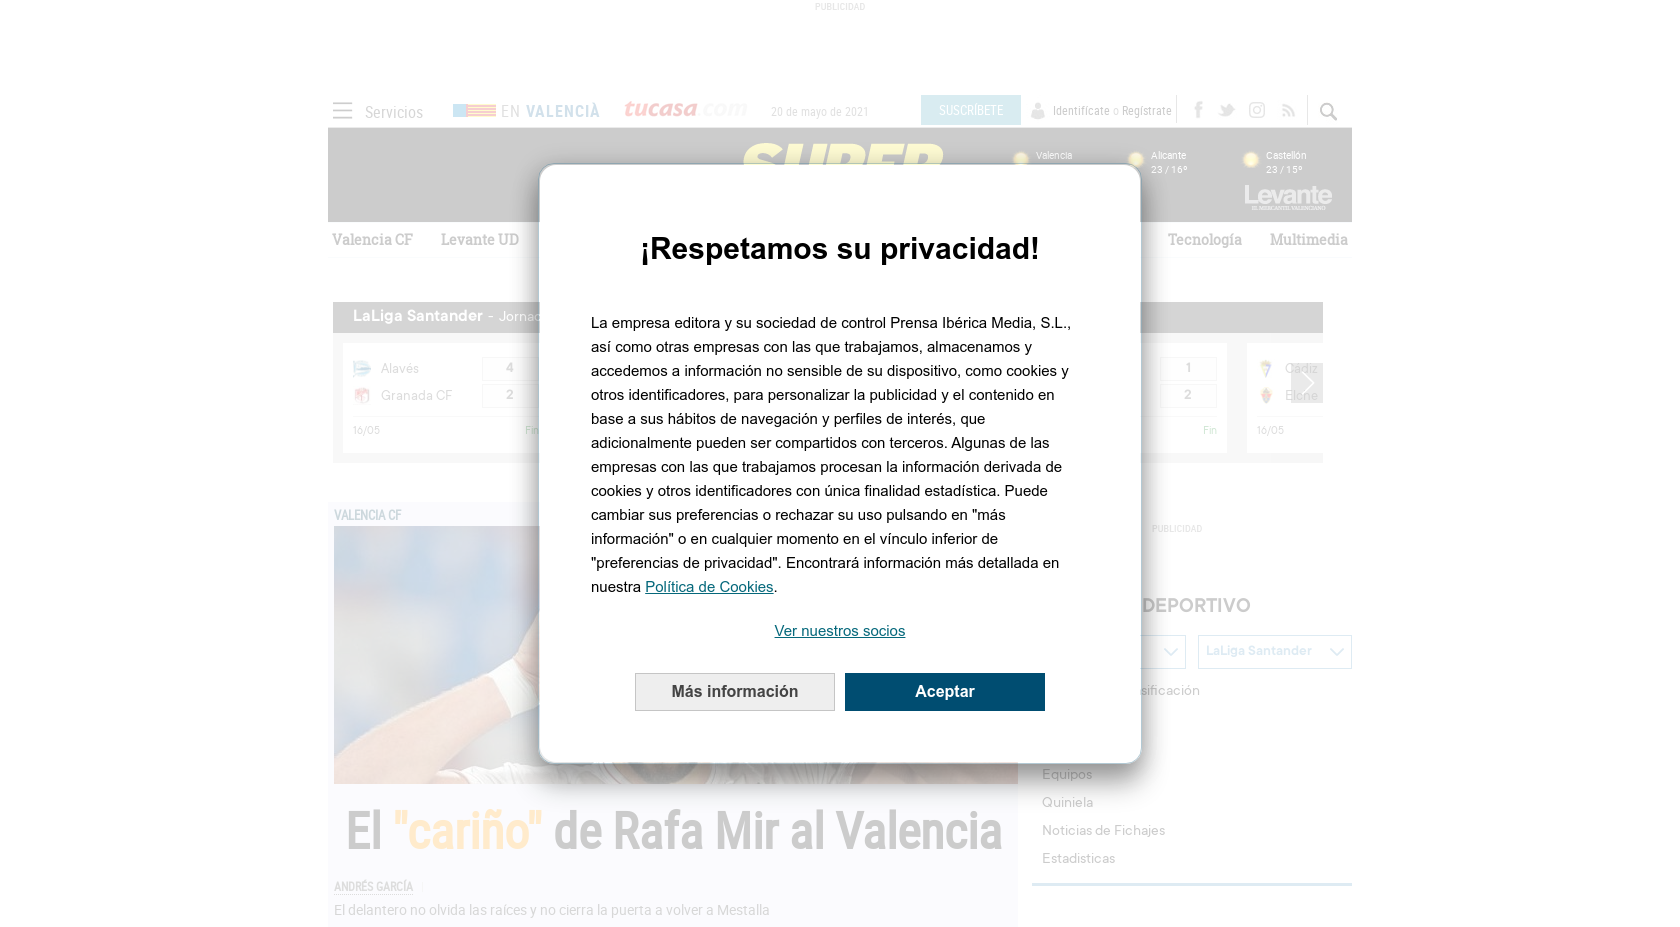 PUBLICIDAD
Servicios
EN VALENCIÀ
tucasa.com
20 de mayo de 2021
SUSCRÍBETE
Identifícate o Regístrate
SUPER
Valencia
Alicante
23 / 16º
Castellón
23 / 15º
Levante
EL MERCANTIL VALENCIANO
Valencia CF
Levante UD
Tecnología
Multimedia
LaLiga Santander - Jornad
Alavés 4
Granada CF 2
16/05 Fin
1
2
Fin
Cádiz
Elche
16/05
¡Respetamos su privacidad!
La empresa editora y su sociedad de control Prensa Ibérica Media, S.L.,
así como otras empresas con las que trabajamos, almacenamos y
accedemos a información no sensible de su dispositivo, como cookies y
otros identificadores, para personalizar la publicidad y el contenido en
base a sus hábitos de navegación y perfiles de interés, que
adicionalmente pueden ser compartidos con terceros. Algunas de las
empresas con las que trabajamos procesan la información derivada de
cookies y otros identificadores con única finalidad estadística. Puede
cambiar sus preferencias o rechazar su uso pulsando en "más
información" o en cualquier momento en el vínculo inferior de
"preferencias de privacidad". Encontrará información más detallada en
nuestra Política de Cookies.
Ver nuestros socios
Más información
Aceptar
VALENCIA CF
El "cariño" de Rafa Mir al Valencia
ANDRÉS GARCÍA
El delantero no olvida las raíces y no cierra la puerta a volver a Mestalla
PUBLICIDAD
DEPORTIVO
LaLiga Santander
sificación
Equipos
Quiniela
Noticias de Fichajes
Estadisticas